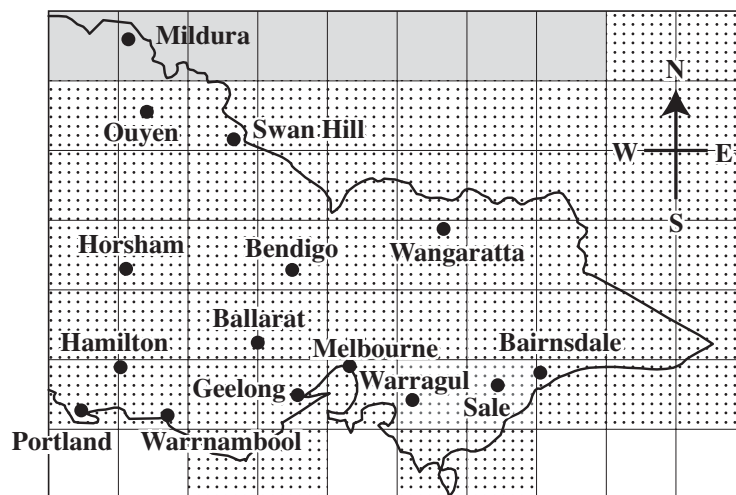 Mildura
N
Ouyen
Swan Hill
W
E
S
Horsham
Bendigo
Wangaratta
Ballarat
Hamilton
Melbourne
Bairnsdale
Geelong
Warragul
Sale
Portland
Warrnambool